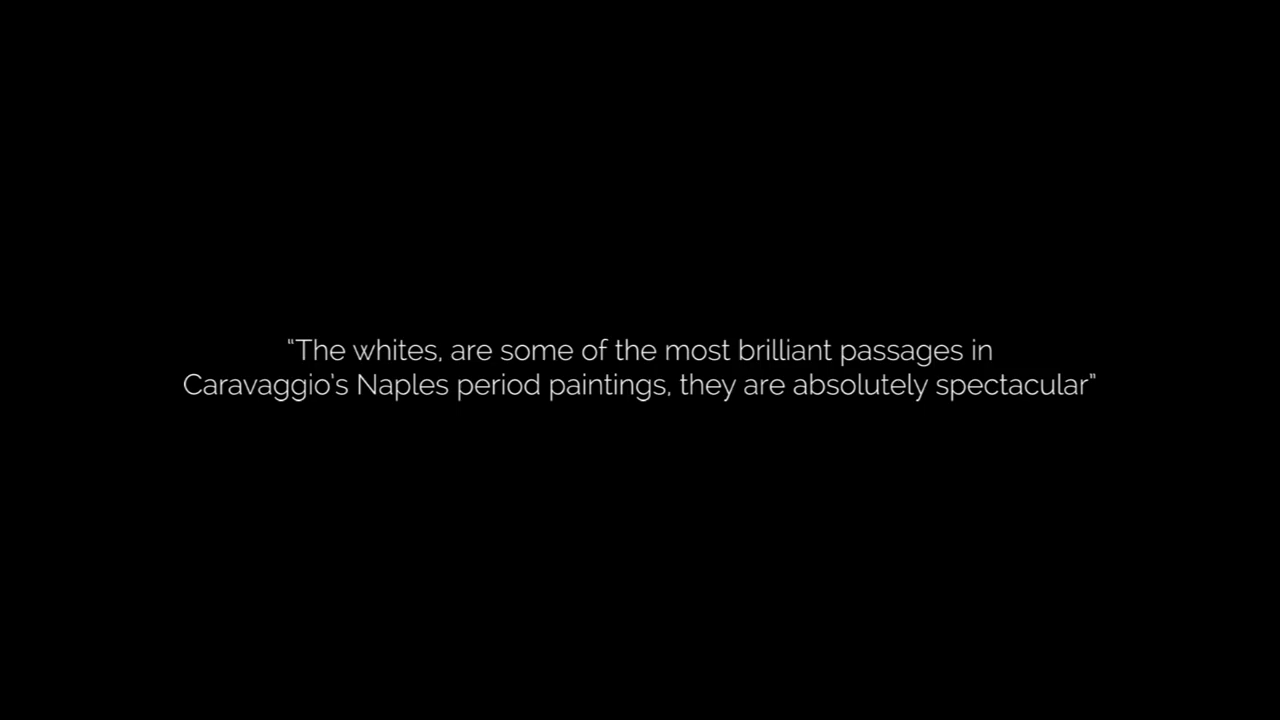 “The whites, are some of the most brilliant passages in
Caravaggio’s Naples period paintings, they are absolutely spectacular”